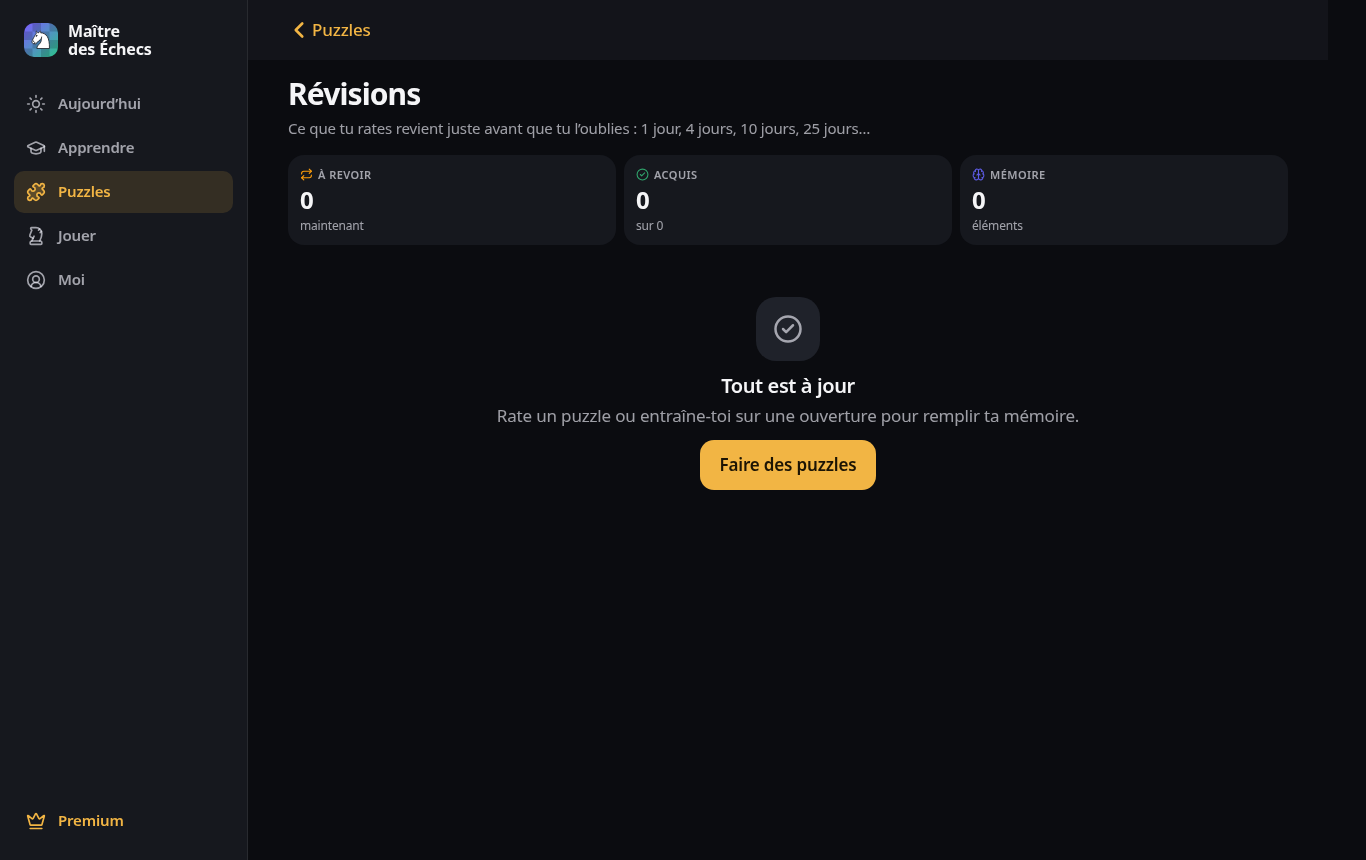 Maître
des Échecs
Aujourd’hui
Apprendre
Puzzles
Jouer
Moi
Premium
Puzzles
Révisions
Ce que tu rates revient juste avant que tu l’oublies : 1 jour, 4 jours, 10 jours, 25 jours…
À REVOIR
0
maintenant
ACQUIS
0
sur 0
MÉMOIRE
0
éléments
Tout est à jour
Rate un puzzle ou entraîne-toi sur une ouverture pour remplir ta mémoire.
Faire des puzzles